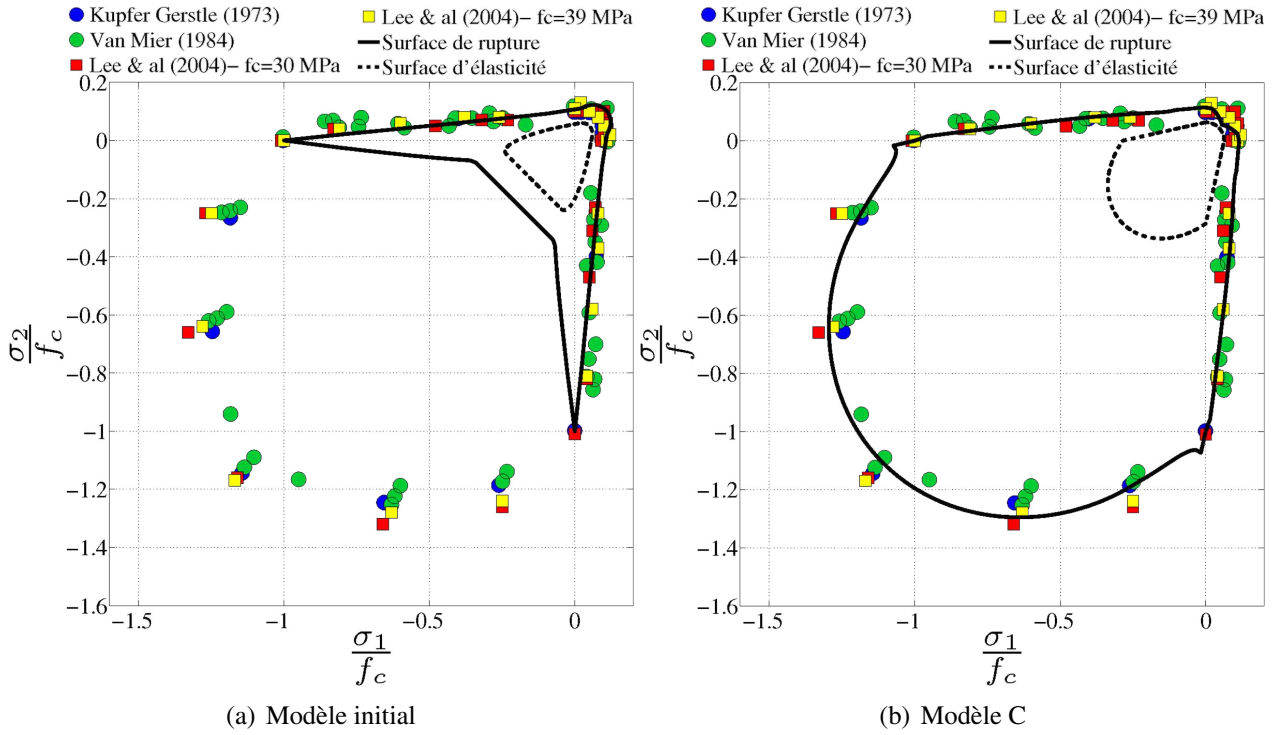 Kupfer Gerstle (1973)
Van Mier (1984)
Lee & al (2004)− fc=30 MPa
Lee & al (2004)− fc=39 MPa
Surface de rupture
Surface d'élasticité
0.2
0
−0.2
−0.4
−0.6
−0.8
−1
−1.2
−1.4
−1.6
σ2
fc
−1.5
−1
−0.5
0
σ1
fc
(a) Modèle initial
Kupfer Gerstle (1973)
Van Mier (1984)
Lee & al (2004)− fc=30 MPa
Lee & al (2004)− fc=39 MPa
Surface de rupture
Surface d'élasticité
0.2
0
−0.2
−0.4
−0.6
−0.8
−1
−1.2
−1.4
−1.6
σ2
fc
−1.5
−1
−0.5
0
σ1
fc
(b) Modèle C